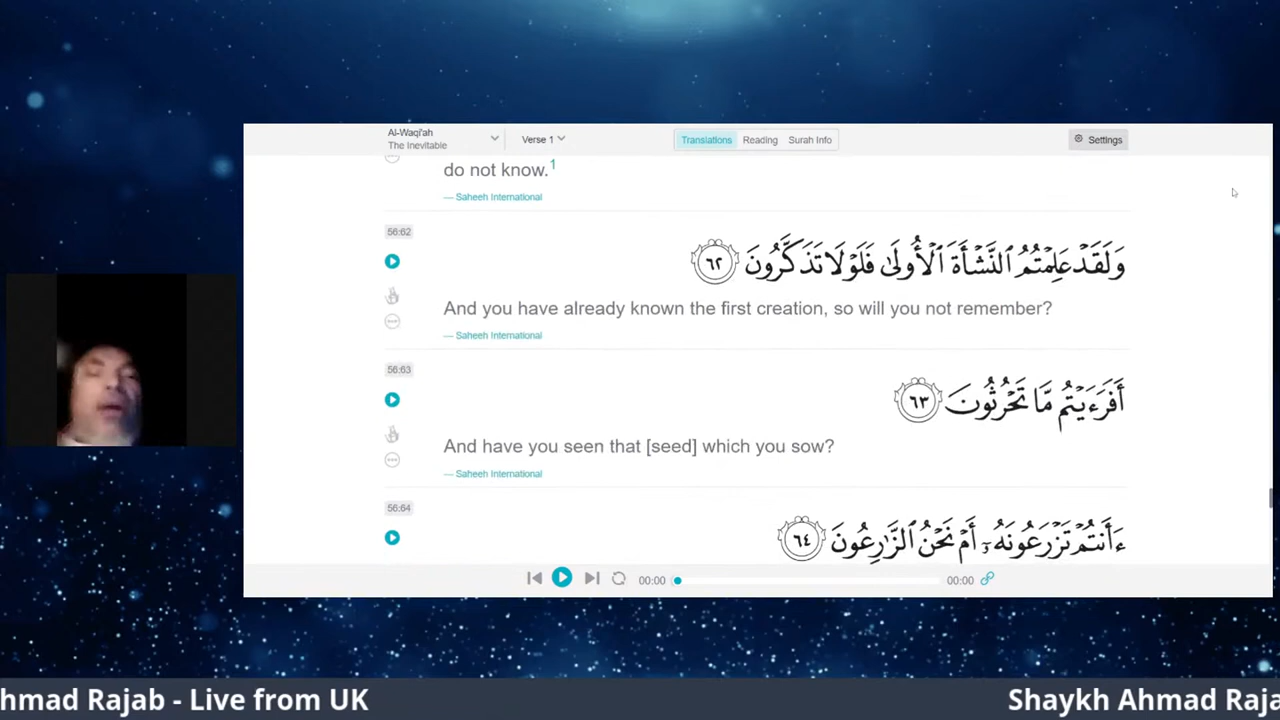 Al-Waqi'ah
The Inevitable
Verse 1
Translations Reading Surah Info
Settings
do not know.1
— Saheeh International
56:62
وَلَقَدْ عَلِمْتُمُ ٱلنَّشْأَةَ ٱلْأُولَىٰ فَلَوْلَا تَذَكَّرُونَ ٦٢
And you have already known the first creation, so will you not remember?
— Saheeh International
56:63
أَفَرَءَيْتُم مَّا تَحْرُثُونَ ٦٣
And have you seen that [seed] which you sow?
— Saheeh International
56:64
ءَأَنتُمْ تَزْرَعُونَهُۥٓ أَمْ نَحْنُ ٱلزَّٰرِعُونَ ٦٤
00:00 00:00
hmad Rajab - Live from UK Shaykh Ahmad Raja